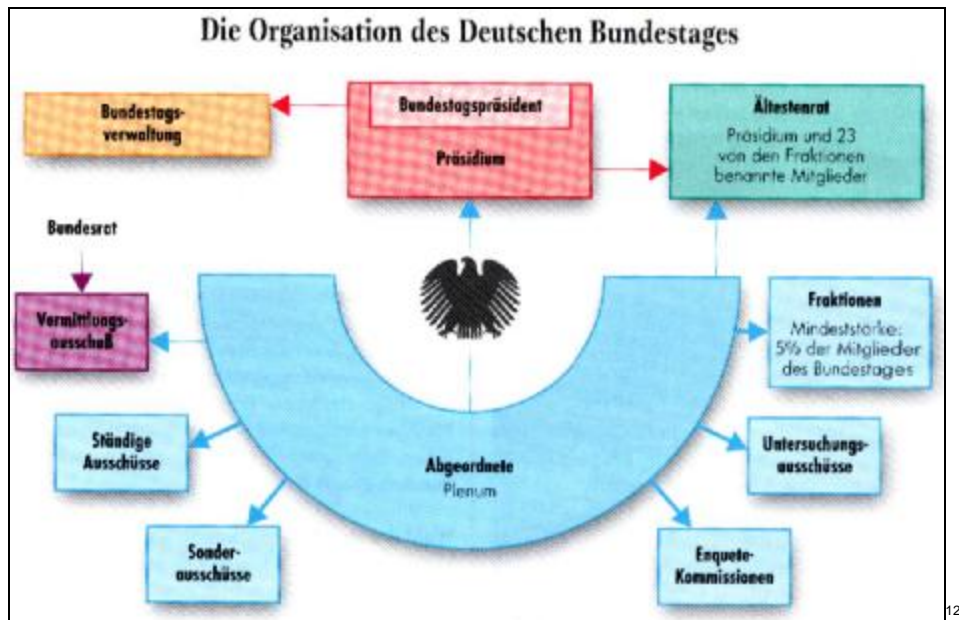 Die Organisation des Deutschen Bundestages
Bundestags-
verwaltung
Bundestagspräsident
Präsidium
Ältestenrat
Präsidium und 23
von den Fraktionen
benannte Mitglieder
Bundesrat
Vermittlungs-
ausschuß
Fraktionen
Mindeststärke:
5% der Mitglieder
des Bundestages
Ständige
Ausschüsse
Abgeordnete
Plenum
Untersuchungs-
ausschüsse
Sonder-
ausschüsse
Enquete-
Kommissionen
12